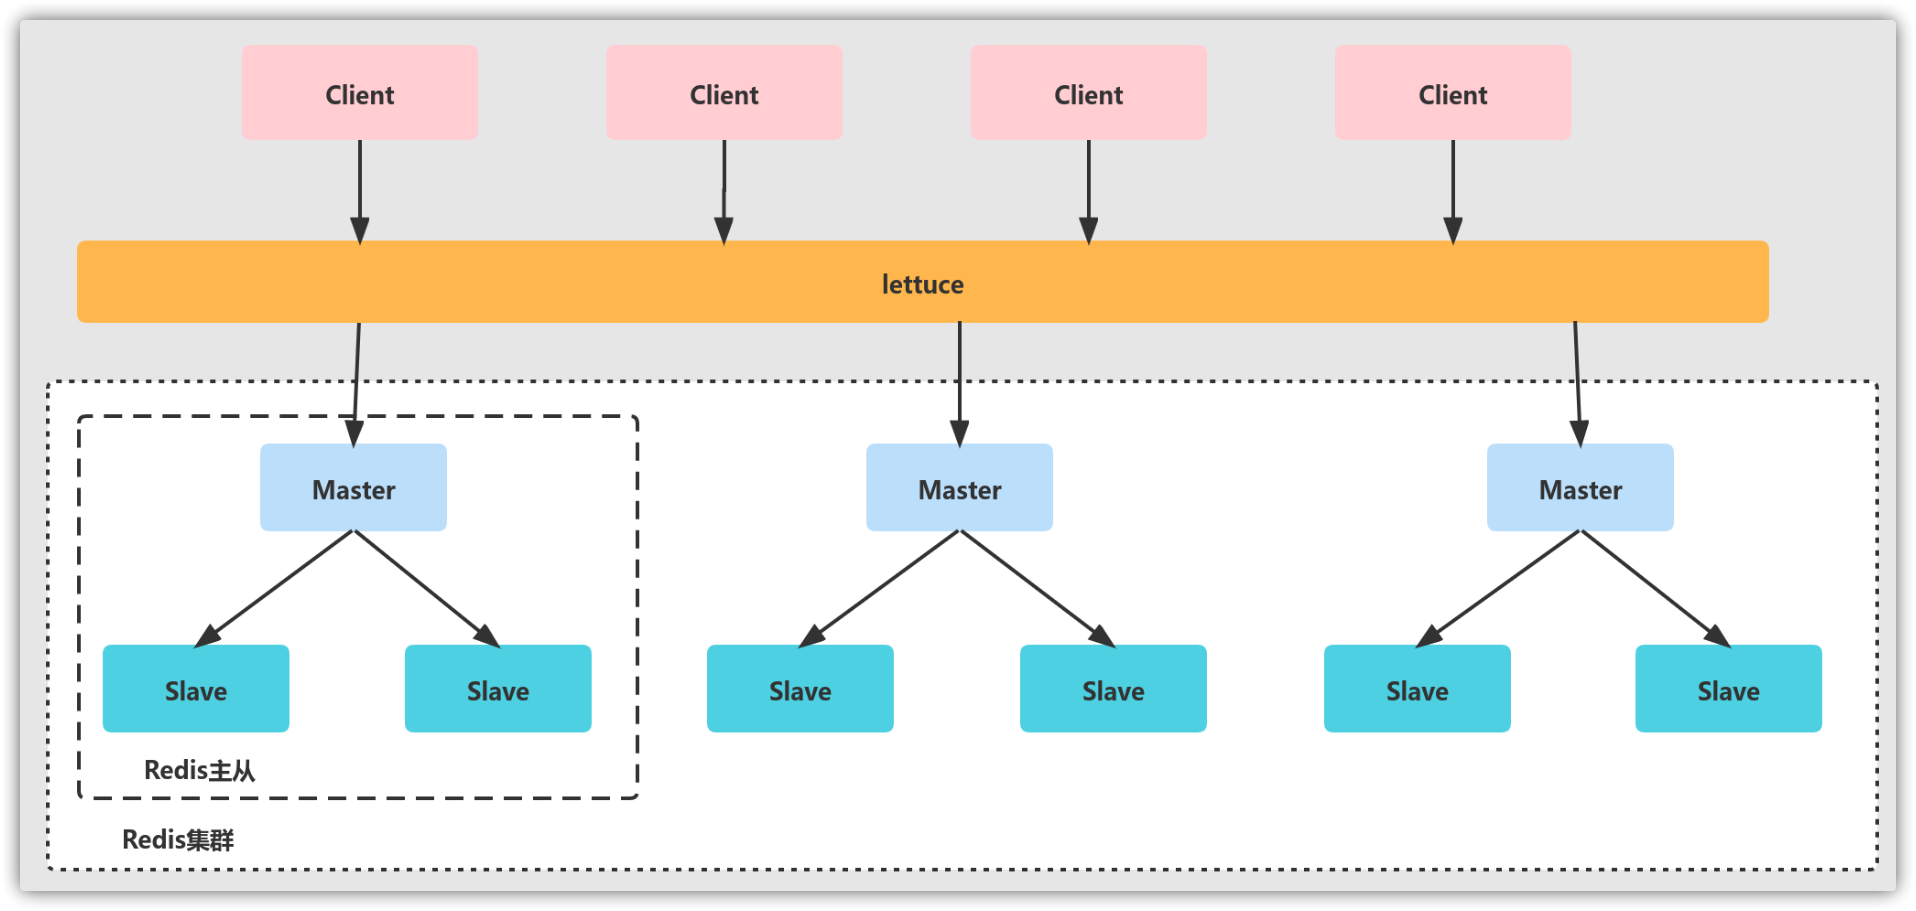 Client
Client
Client
Client
lettuce
Master
Master
Master
Slave
Slave
Slave
Slave
Slave
Slave
Redis主从
Redis集群